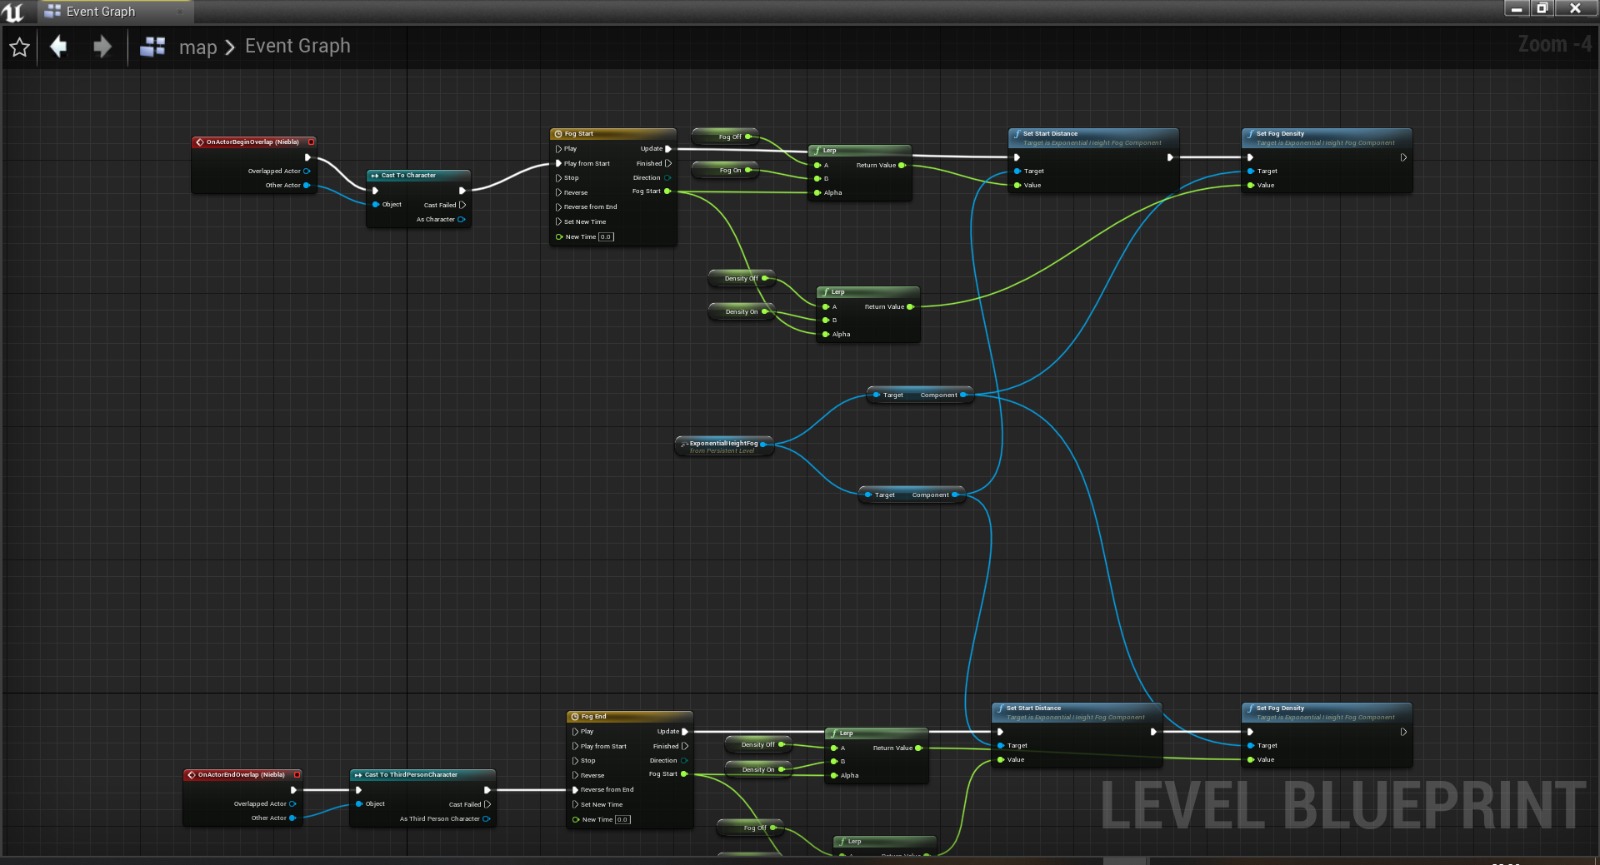 Event Graph
map > Event Graph
Zoom -4
OnActorBeginOverlap (Niebla)
Overlapped Actor
Other Actor
Cast To Character
Object
Cast Failed
As Character
Fog Start
Play
Update
Play from Start
Finished
Stop
Direction
Reverse
Fog Start
Reverse from End
Set New Time
New Time 0.0
Fog Off
Fog On
Lerp
A
Return Value
B
Alpha
Set Start Distance
Target is Exponential Height Fog Component
Target
Value
Set Fog Density
Target is Exponential Height Fog Component
Target
Value
Density Off
Density On
Lerp
A
Return Value
B
Alpha
Target Component
ExponentialHeightFog
from Persistent Level
Target Component
OnActorEndOverlap (Niebla)
Overlapped Actor
Other Actor
Cast To ThirdPersonCharacter
Object
Cast Failed
As Third Person Character
Fog End
Play
Update
Play from Start
Finished
Stop
Direction
Reverse
Fog Start
Reverse from End
Set New Time
New Time 0.0
Density Off
Density On
Lerp
A
Return Value
B
Alpha
Set Start Distance
Target is Exponential Height Fog Component
Target
Value
Set Fog Density
Target is Exponential Height Fog Component
Target
Value
Fog Off
Lerp
LEVEL BLUEPRINT